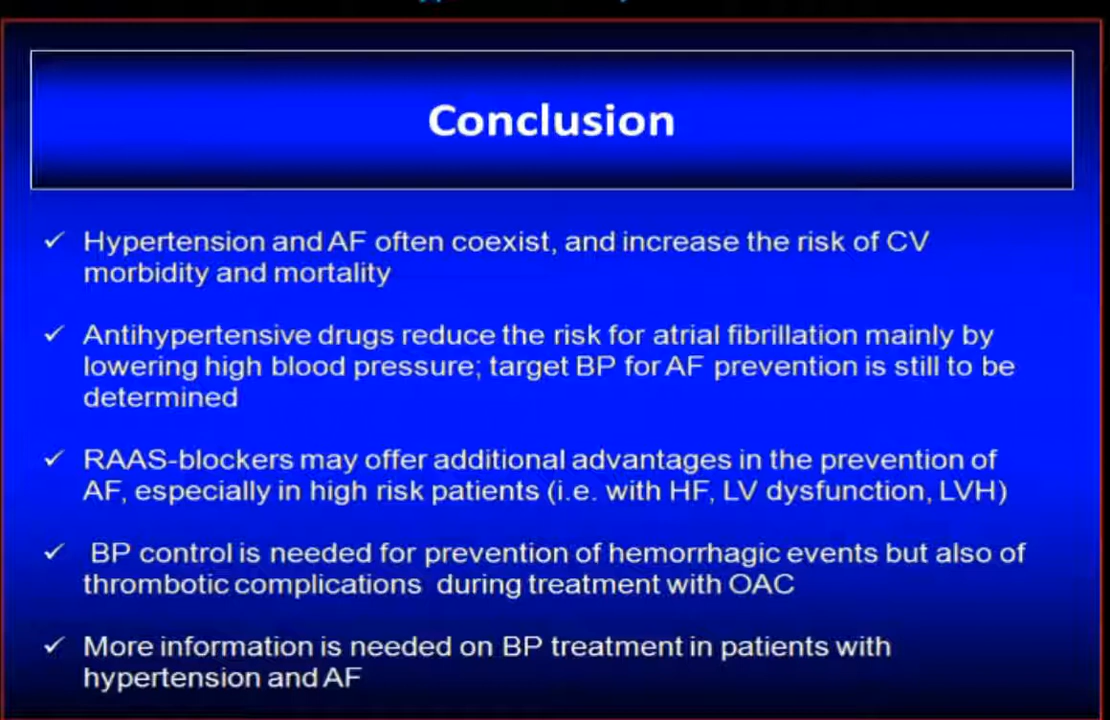 Conclusion
✓ Hypertension and AF often coexist, and increase the risk of CV
morbidity and mortality
✓ Antihypertensive drugs reduce the risk for atrial fibrillation mainly by
lowering high blood pressure; target BP for AF prevention is still to be
determined
✓ RAAS-blockers may offer additional advantages in the prevention of
AF, especially in high risk patients (i.e. with HF, LV dysfunction, LVH)
✓ BP control is needed for prevention of hemorrhagic events but also of
thrombotic complications during treatment with OAC
✓ More information is needed on BP treatment in patients with
hypertension and AF